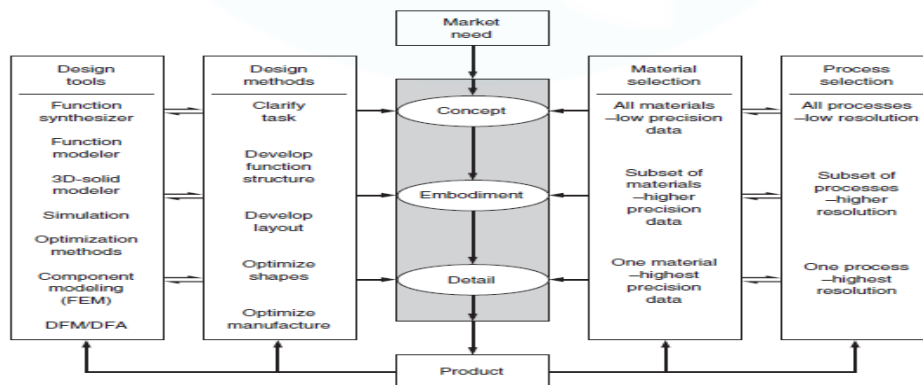 Market
need
Design
tools
Function
synthesizer
Function
modeler
3D-solid
modeler
Simulation
Optimization
methods
Component
modeling
(FEM)
DFM/DFA
Design
methods
Clarify
task
Develop
function
structure
Develop
layout
Optimize
shapes
Optimize
manufacture
Concept
Embodiment
Detail
Product
Material
selection
All materials
–low precision
data
Subset of
materials
–higher
precision
data
One material
–highest
precision
data
Process
selection
All processes
–low resolution
Subset of
processes
–higher
resolution
One process
–highest
resolution